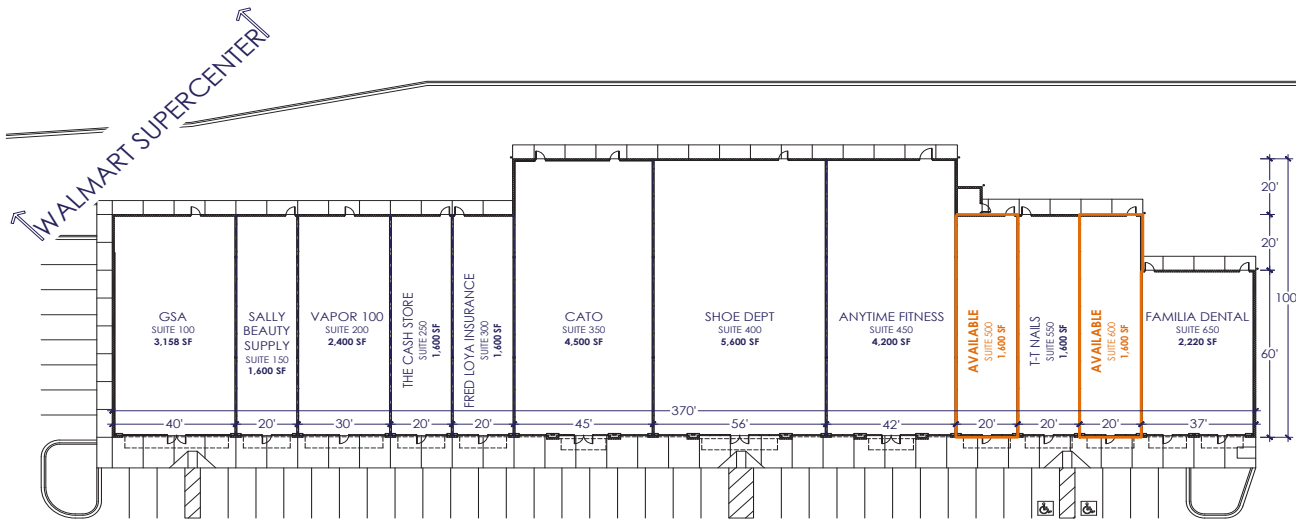 WALMART SUPERCENTER
GSA
SUITE 100
3,158 SF
SALLY
BEAUTY
SUPPLY
SUITE 150
1,600 SF
VAPOR 100
SUITE 200
2,400 SF
THE CASH STORE
SUITE 250
1,600 SF
FRED LOYA INSURANCE
SUITE 300
1,600 SF
CATO
SUITE 350
4,500 SF
SHOE DEPT
SUITE 400
5,600 SF
ANYTIME FITNESS
SUITE 450
4,200 SF
AVAILABLE
SUITE 500
1,600 SF
T-T NAILS
SUITE 550
1,600 SF
AVAILABLE
SUITE 600
1,600 SF
FAMILIA DENTAL
SUITE 650
2,220 SF
20'
20'
100'
60'
370'
40'
20'
30'
20'
20'
45'
56'
42'
20'
20'
20'
37'